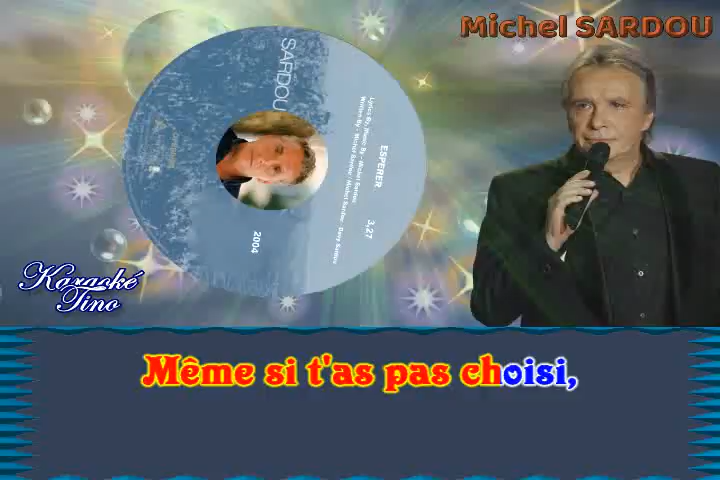 Michel SARDOU
SARDOU
ESPERER
3,27
2004
Karaoké
Tino
Même si t'as pas choisi,